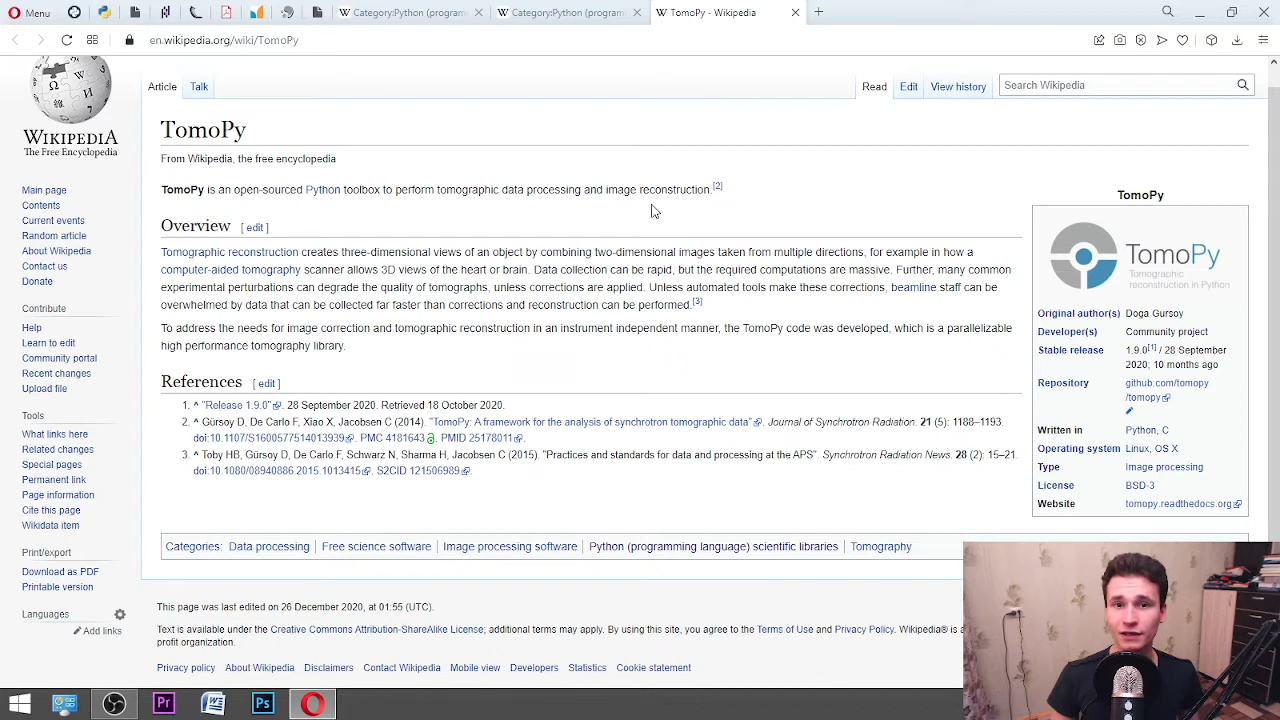 Menu
Category:Python (program
Category:Python (program
TomoPy - Wikipedia
en.wikipedia.org/wiki/TomoPy
WIKIPEDIA
The Free Encyclopedia
Article
Talk
Read
Edit
View history
Search Wikipedia
Main page
Contents
Current events
Random article
About Wikipedia
Contact us
Donate
Contribute
Help
Learn to edit
Community portal
Recent changes
Upload file
Tools
What links here
Related changes
Special pages
Permanent link
Page information
Cite this page
Wikidata item
Print/export
Download as PDF
Printable version
Languages
Add links
TomoPy
From Wikipedia, the free encyclopedia
TomoPy is an open-sourced Python toolbox to perform tomographic data processing and image reconstruction.[2]
Overview [ edit ]
Tomographic reconstruction creates three-dimensional views of an object by combining two-dimensional images taken from multiple directions, for example in how a
computer-aided tomography scanner allows 3D views of the heart or brain. Data collection can be rapid, but the required computations are massive. Further, many common
experimental perturbations can degrade the quality of tomographs, unless corrections are applied. Unless automated tools make these corrections, beamline staff can be
overwhelmed by data that can be collected far faster than corrections and reconstruction can be performed.[3]
To address the needs for image correction and tomographic reconstruction in an instrument independent manner, the TomoPy code was developed, which is a parallelizable
high performance tomography library.
References [ edit ]
1. ^ "Release 1.9.0". 28 September 2020. Retrieved 18 October 2020.
2. ^ Gürsoy D, De Carlo F, Xiao X, Jacobsen C (2014). "TomoPy: A framework for the analysis of synchrotron tomographic data". Journal of Synchrotron Radiation. 21 (5): 1188–1193.
doi:10.1107/S1600577514013939. PMC 4181643. PMID 25178011.
3. ^ Toby HB, Gürsoy D, De Carlo F, Schwarz N, Sharma H, Jacobsen C (2015). "Practices and standards for data and processing at the APS". Synchrotron Radiation News. 28 (2): 15–21.
doi:10.1080/08940886.2015.1013415. S2CID 121506989.
TomoPy
TomoPy
Tomographic
reconstruction in Python
Original author(s) Doga Gursoy
Developer(s) Community project
Stable release 1.9.0[1] / 28 September
2020; 10 months ago
Repository github.com/tomopy
/tomopy
Written in Python, C
Operating system Linux, OS X
Type Image processing
License BSD-3
Website tomopy.readthedocs.org
Categories: Data processing | Free science software | Image processing software | Python (programming language) scientific libraries | Tomography
This page was last edited on 26 December 2020, at 01:55 (UTC).
Text is available under the Creative Commons Attribution-ShareAlike License; additional terms may apply. By using this site, you agree to the Terms of Use and Privacy Policy. Wikipedia® is a
profit organization.
Privacy policy
About Wikipedia
Disclaimers
Contact Wikipedia
Mobile view
Developers
Statistics
Cookie statement
Pr
W
Ps